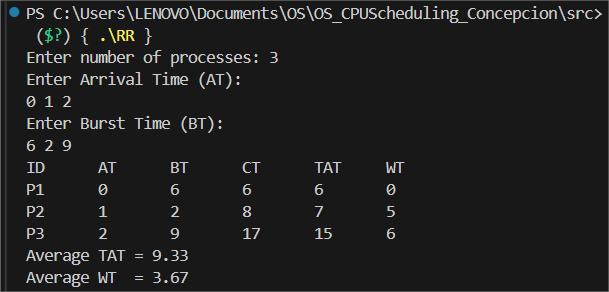 PS C:\Users\LENOVO\Documents\OS\OS_CPUScheduling_Concepcion\src>
($?) { .\RR }
Enter number of processes: 3
Enter Arrival Time (AT):
0 1 2
Enter Burst Time (BT):
6 2 9
ID AT BT CT TAT WT
P1 0 6 6 6 0
P2 1 2 8 7 5
P3 2 9 17 15 6
Average TAT = 9.33
Average WT  = 3.67